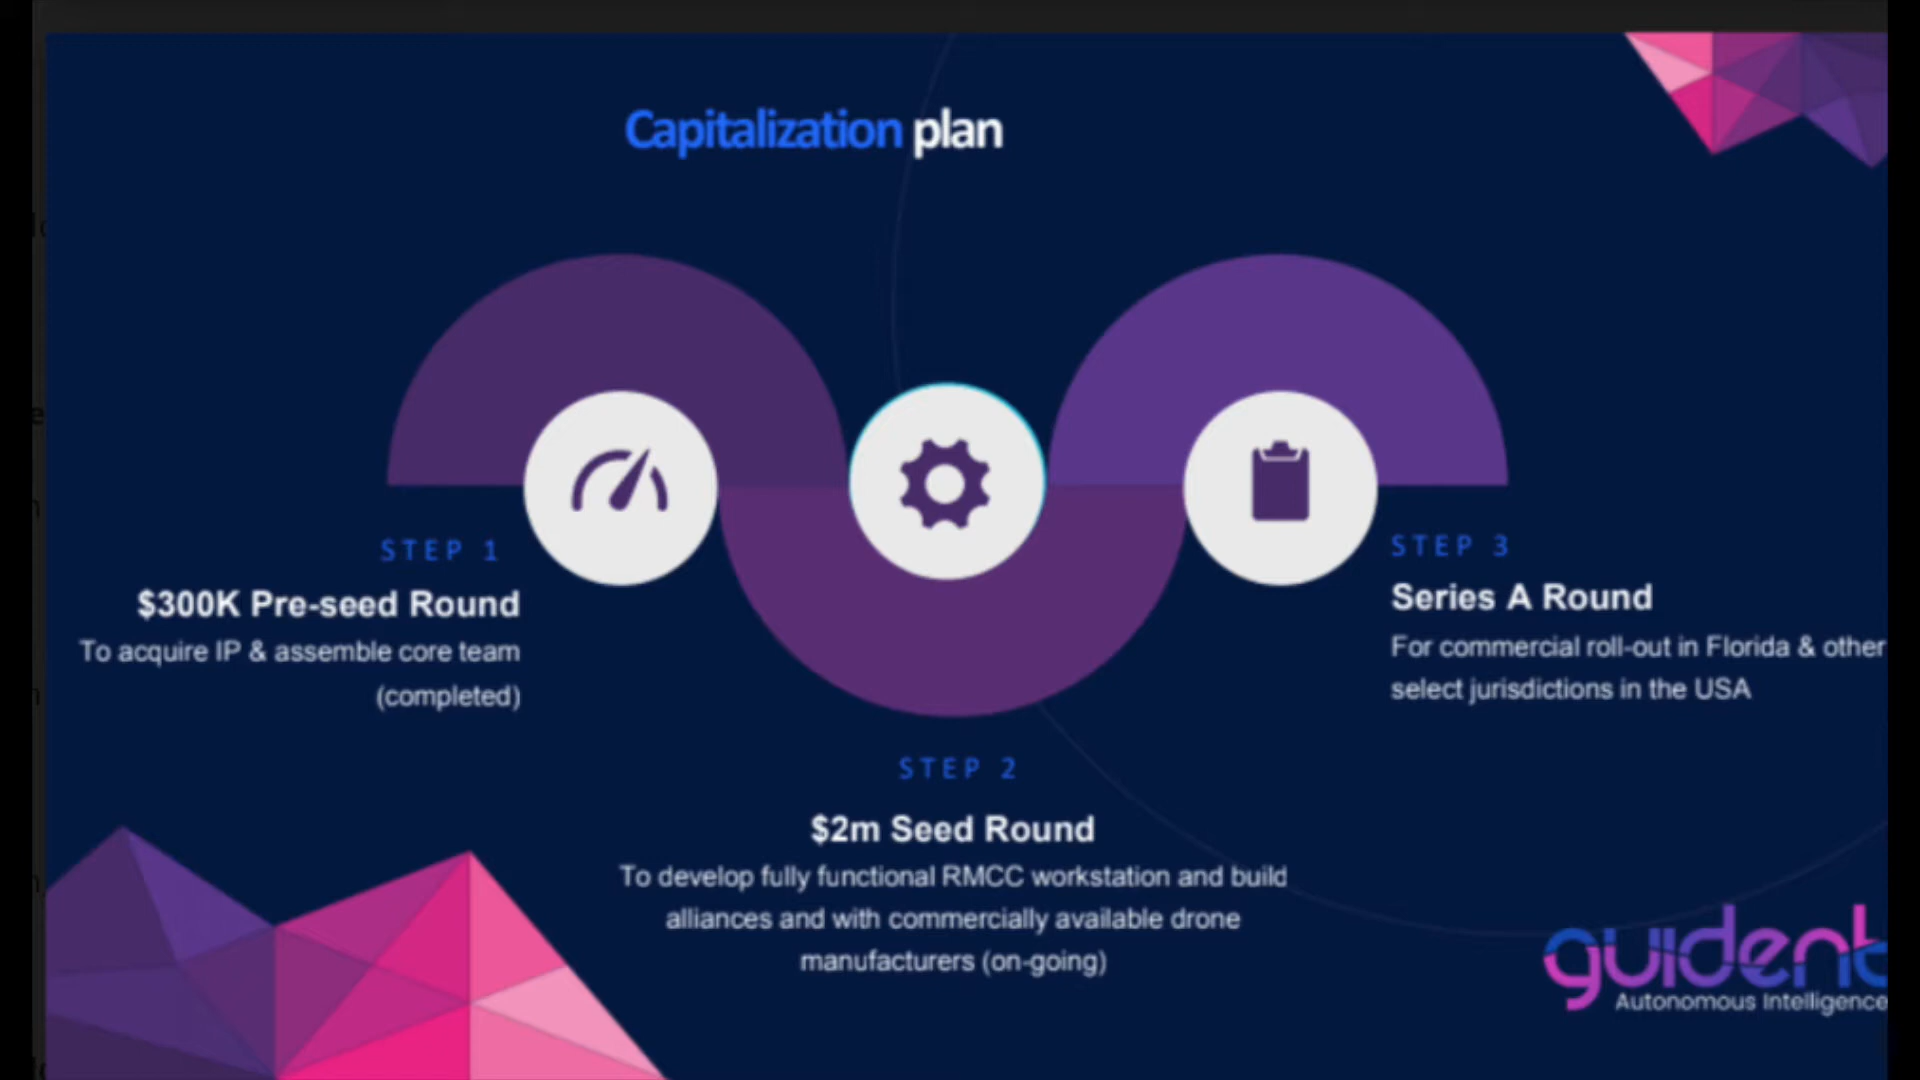 Capitalization plan
STEP 1
$300K Pre-seed Round
To acquire IP & assemble core team
(completed)
STEP 2
$2m Seed Round
To develop fully functional RMCC workstation and build
alliances and with commercially available drone
manufacturers (on-going)
STEP 3
Series A Round
For commercial roll-out in Florida & other
select jurisdictions in the USA
guident
Autonomous Intelligence